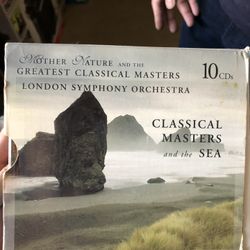 MOTHER NATURE AND THE
GREATEST CLASSICAL MASTERS 10 CDs
LONDON SYMPHONY ORCHESTRA
CLASSICAL
MASTERS
and the SEA